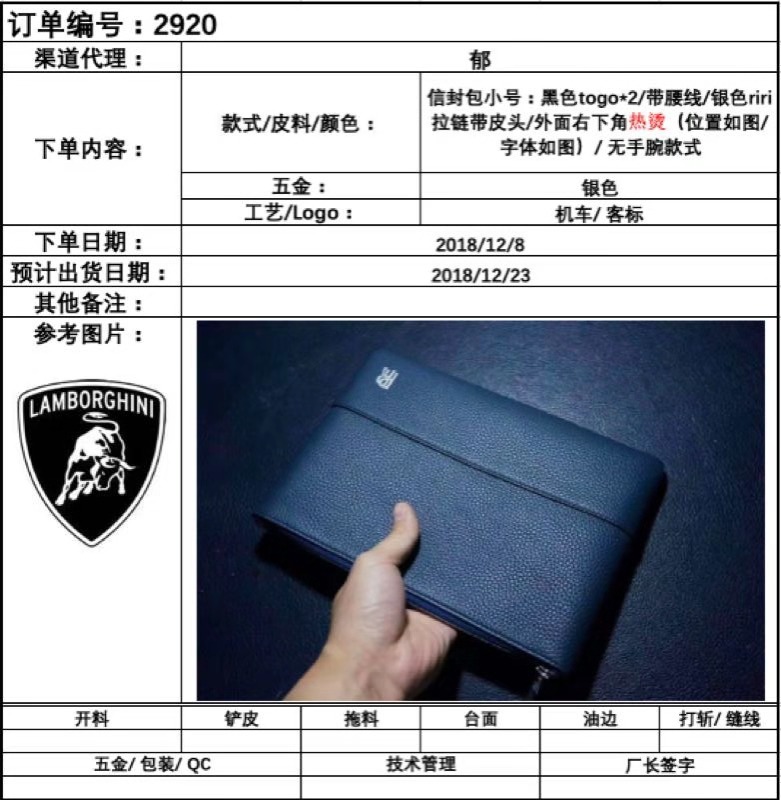 订单编号：2920
渠道代理：
郁
下单内容：
款式/皮料/颜色：
信封包小号：黑色togo*2/带腰线/银色riri
拉链带皮头/外面右下角热烫（位置如图/
字体如图）/ 无手腕款式
五金：
银色
工艺/Logo：
机车/ 客标
下单日期：
2018/12/8
预计出货日期：
2018/12/23
其他备注：
参考图片：
LAMBORGHINI
开料
铲皮
拖料
台面
油边
打斩/ 缝线
五金/ 包装/ QC
技术管理
厂长签字